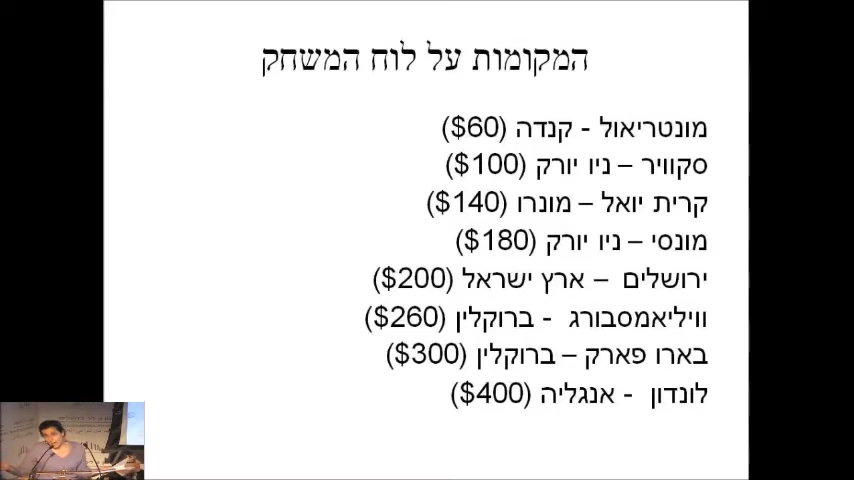 המקומות על לוח המשחק
מונטריאול - קנדה ($60)
סקוויר – ניו יורק ($100)
קרית יואל – מונרו ($140)
מונסי – ניו יורק ($180)
ירושלים – ארץ ישראל ($200)
וויליאמסבורג - ברוקלין ($260)
בארו פארק – ברוקלין ($300)
לונדון - אנגליה ($400)